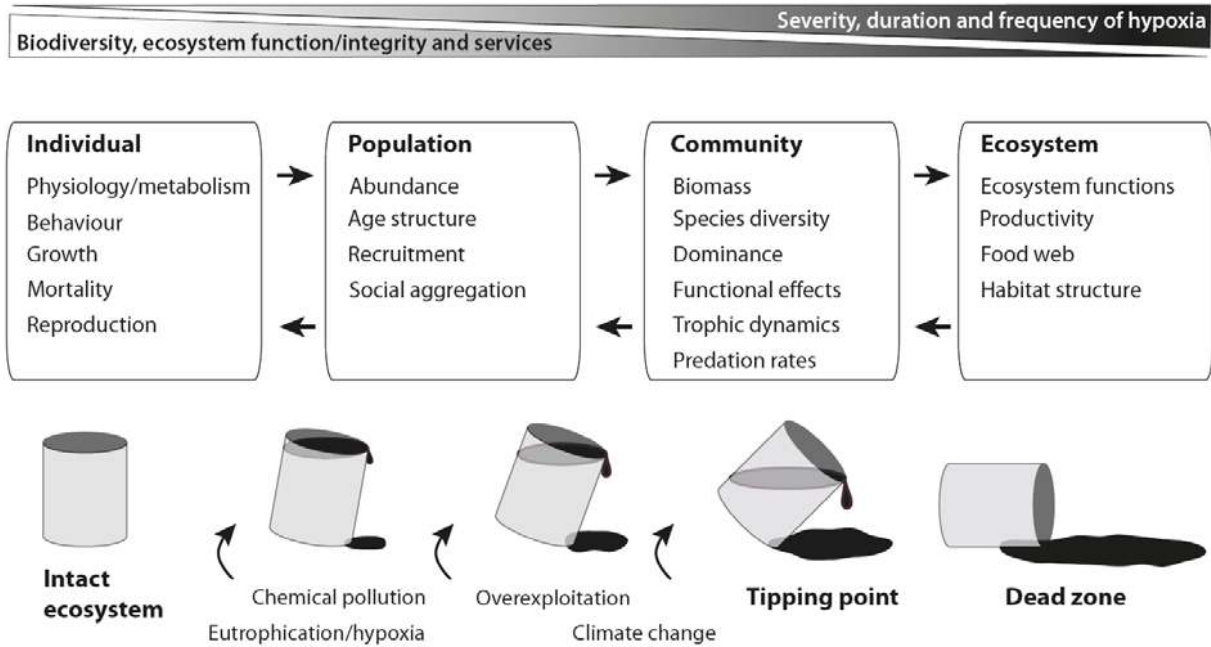 Severity, duration and frequency of hypoxia
Biodiversity, ecosystem function/integrity and services
Individual
Physiology/metabolism
Behaviour
Growth
Mortality
Reproduction
Population
Abundance
Age structure
Recruitment
Social aggregation
Community
Biomass
Species diversity
Dominance
Functional effects
Trophic dynamics
Predation rates
Ecosystem
Ecosystem functions
Productivity
Food web
Habitat structure
Intact
ecosystem
Chemical pollution
Eutrophication/hypoxia
Overexploitation
Climate change
Tipping point
Dead zone